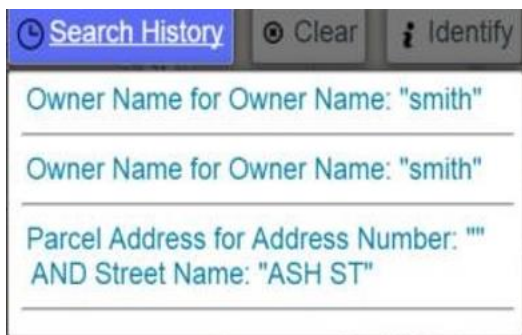 Search History Clear Identify
Owner Name for Owner Name: "smith"
Owner Name for Owner Name: "smith"
Parcel Address for Address Number: ""
AND Street Name: "ASH ST"